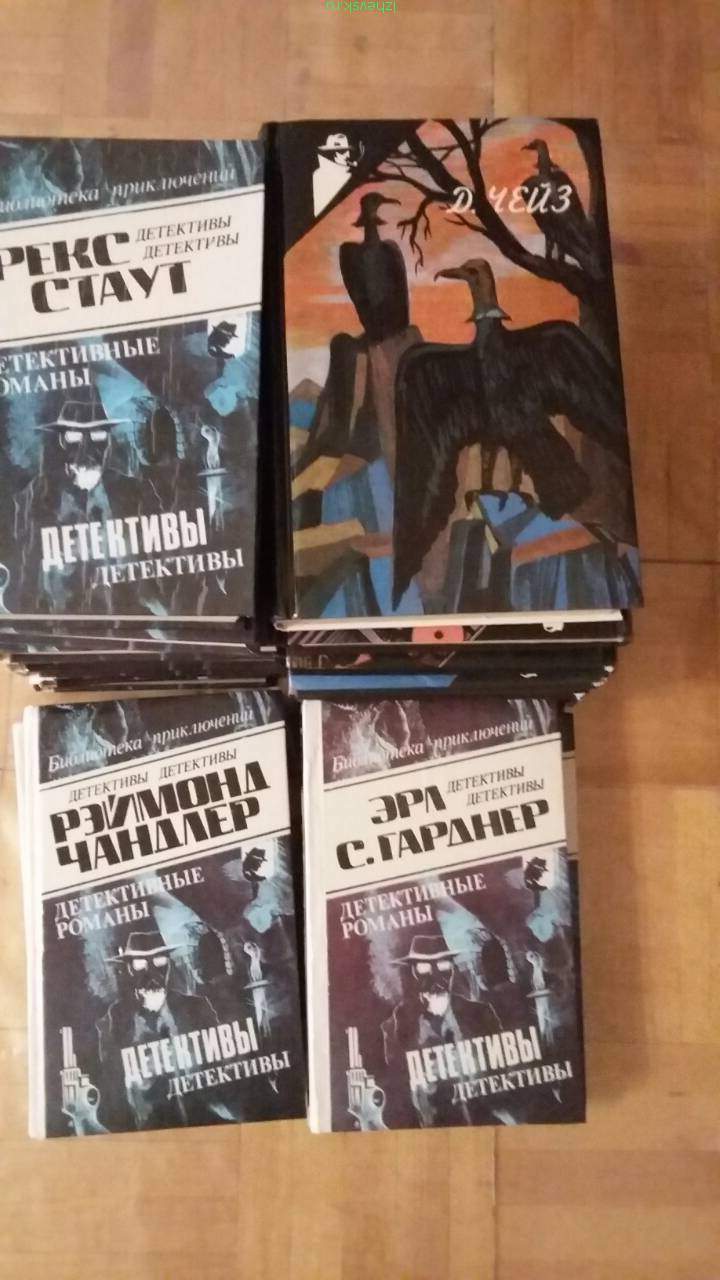 izhevsk.ru
Библиотека приключений
РЕКС ДЕТЕКТИВЫ
ДЕТЕКТИВЫ
СТАУТ
ДЕТЕКТИВНЫЕ
РОМАНЫ
ДЕТЕКТИВЫ
ДЕТЕКТИВЫ
Д. ЧЕЙЗ
Библиотека приключений
ДЕТЕКТИВЫ ДЕТЕКТИВЫ
РЭЙМОНД
ЧАНДЛЕР
ДЕТЕКТИВНЫЕ
РОМАНЫ
ДЕТЕКТИВЫ
ДЕТЕКТИВЫ
Библиотека приключений
ЭРЛ ДЕТЕКТИВЫ
ДЕТЕКТИВЫ
С. ГАРДНЕР
ДЕТЕКТИВНЫЕ
РОМАНЫ
ДЕТЕКТИВЫ
ДЕТЕКТИВЫ